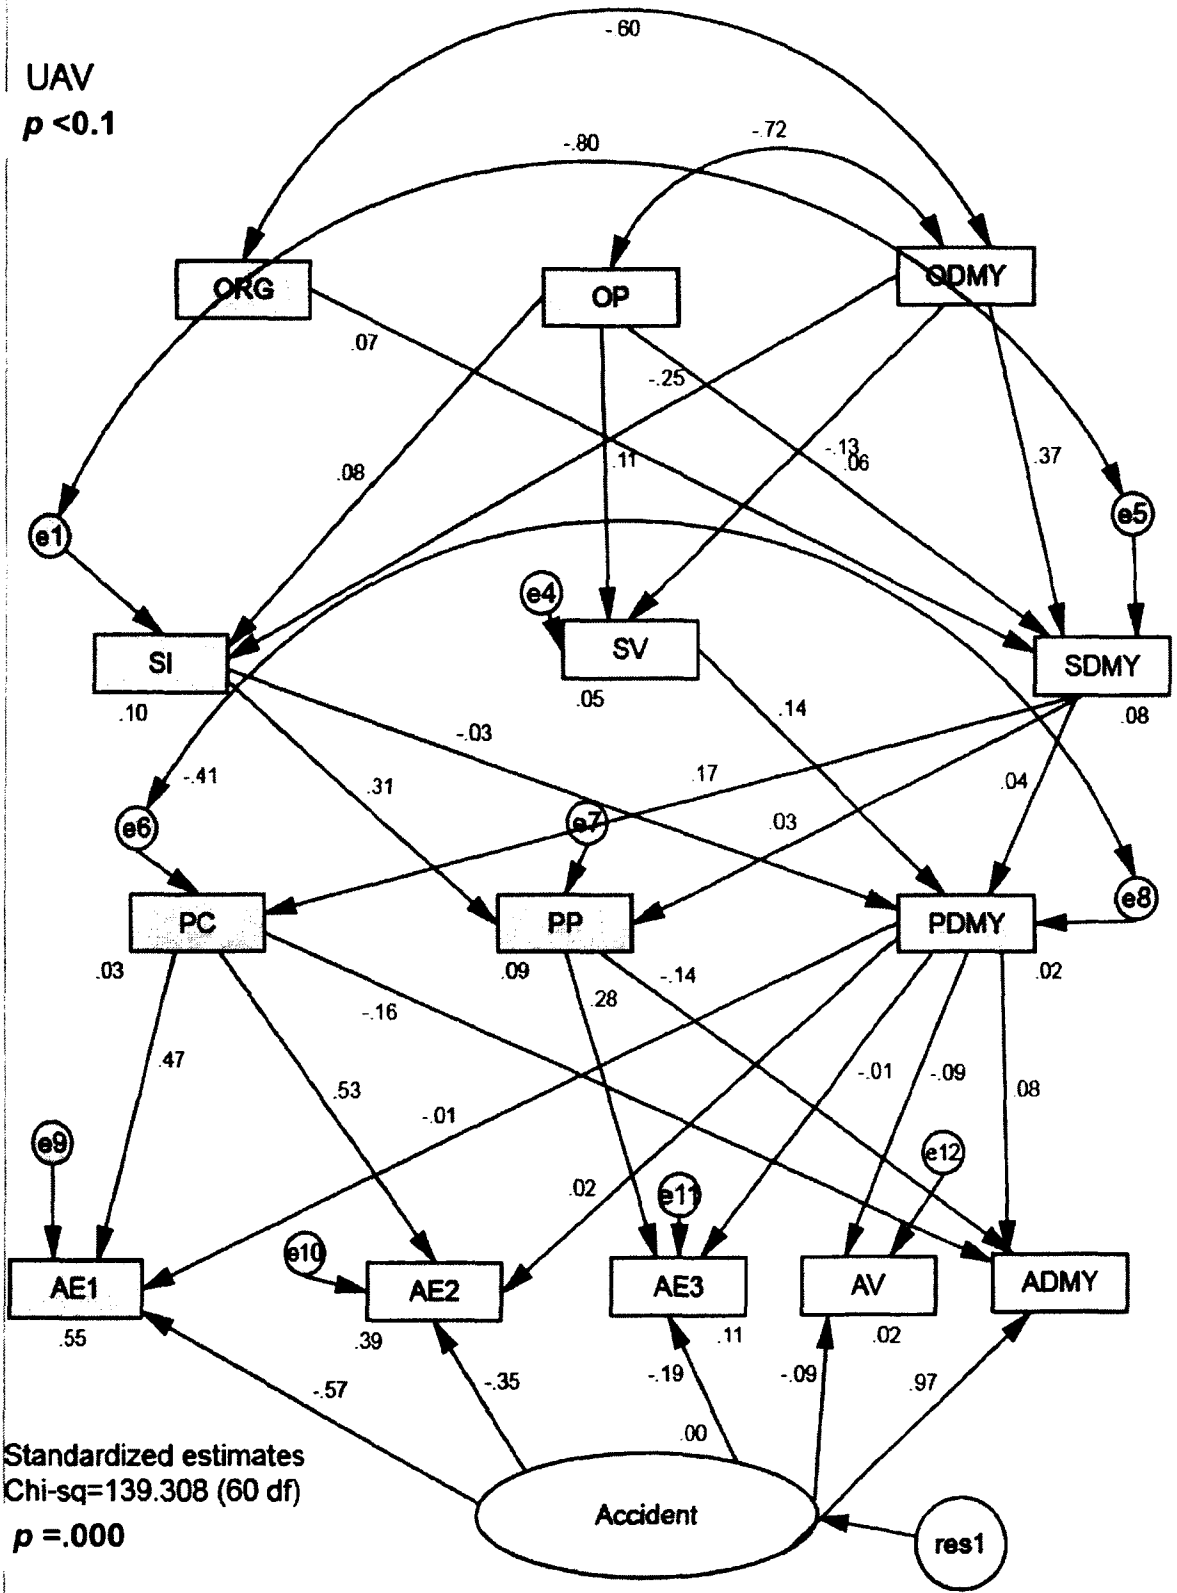 -.60
UAV
p <0.1
-.80
-.72
ORG
OP
ODMY
.07
-.25
.08
.11
-.13
.06
.37
e1
e5
e4
SI
SV
SDMY
.10
.05
.08
-.03
.14
-.41
.31
.17
.04
.03
e6
e7
e8
PC
PP
PDMY
.03
.09
-.14
.02
.28
-.16
.47
.53
-.01
-.01
-.09
.08
e9
e12
.02
e11
e10
AE1
AE2
AE3
AV
ADMY
.55
.39
.11
.02
-.57
-.35
-.19
-.09
.97
.00
Standardized estimates
Chi-sq=139.308 (60 df)
p =.000
Accident
res1